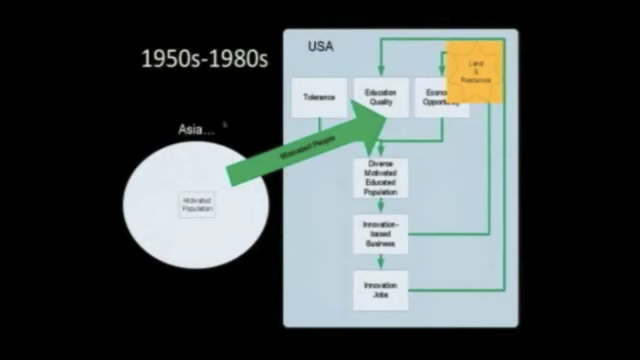 1950s-1980s
USA
Land
&
Resources
Tolerance
Education
Quality
Opportunity
Asia...
Motivated People
Motivated
Population
Diverse
Motivated
Educated
Population
Innovation-
based
Business
Innovation
Jobs